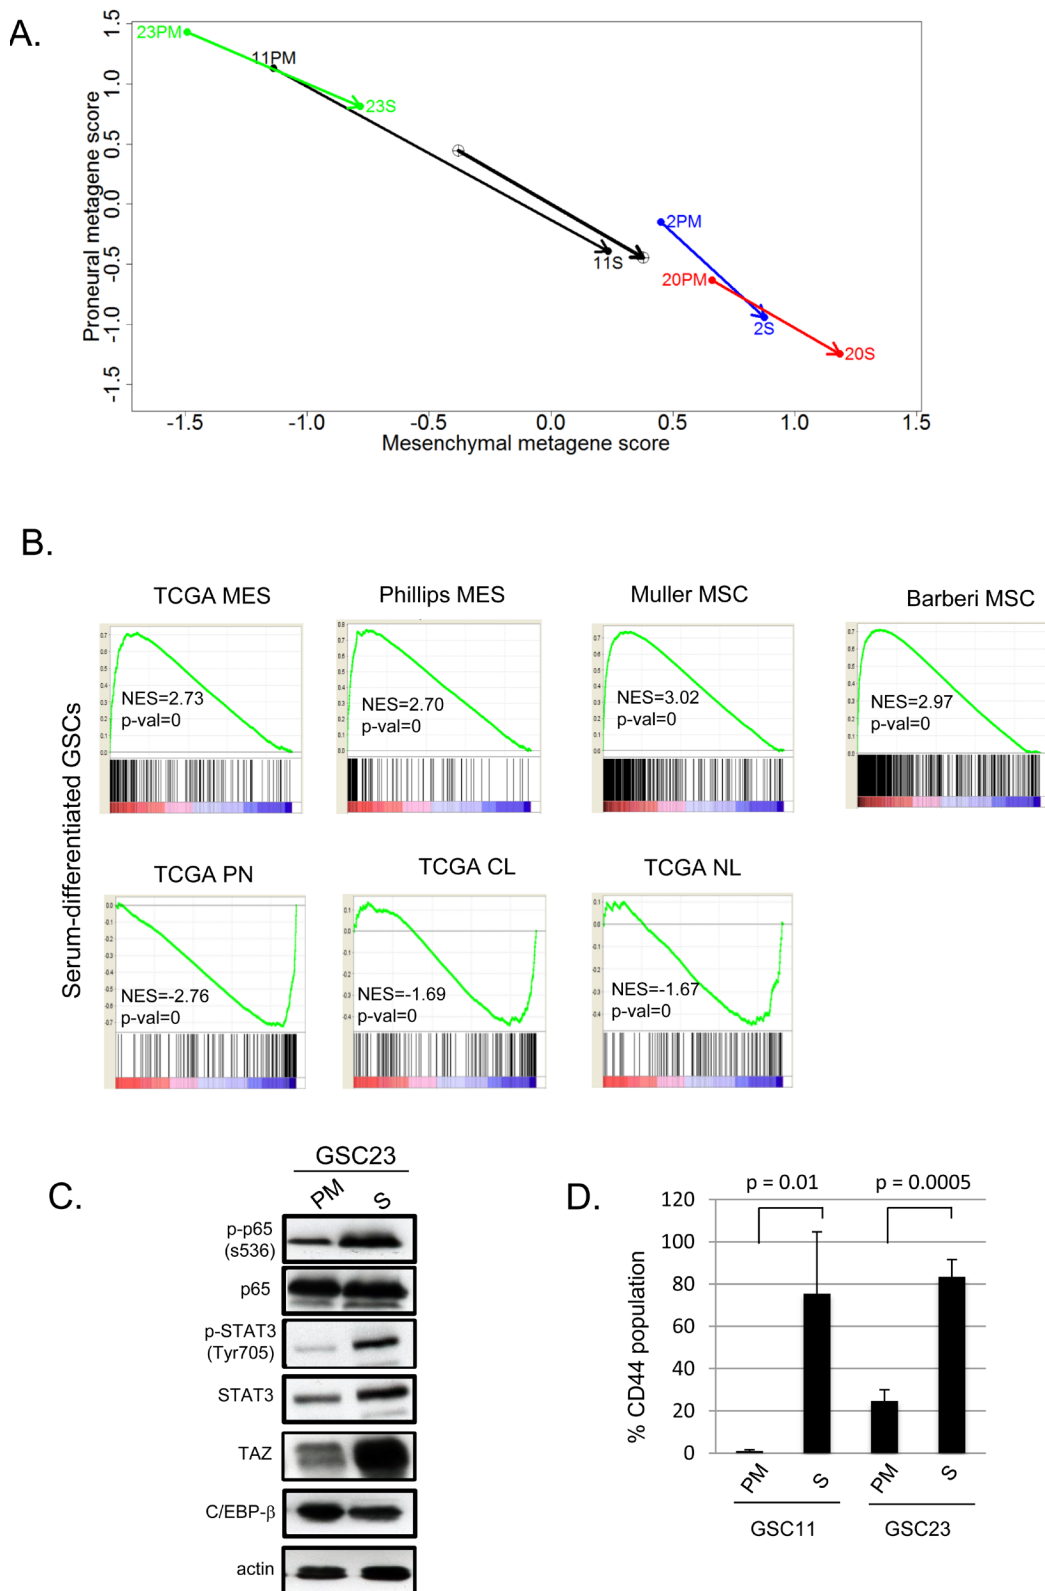 A.
Proneural metagene score
1.5
1.0
0.5
0.0
-0.5
-1.0
-1.5
23PM
11PM
23S
11S
2PM
20PM
2S
20S
-1.5 -1.0 -0.5 0.0 0.5 1.0 1.5
Mesenchymal metagene score
B.
Serum-differentiated GSCs
TCGA MES Phillips MES Muller MSC Barberi MSC
NES=2.73
p-val=0
NES=2.70
p-val=0
NES=3.02
p-val=0
NES=2.97
p-val=0
TCGA PN TCGA CL TCGA NL
NES=-2.76
p-val=0
NES=-1.69
p-val=0
NES=-1.67
p-val=0
C.
GSC23
PM S
p-p65
(s536)
p65
p-STAT3
(Tyr705)
STAT3
TAZ
C/EBP-β
actin
D.
p = 0.01 p = 0.0005
% CD44 population
120
100
80
60
40
20
0
PM S PM S
GSC11 GSC23